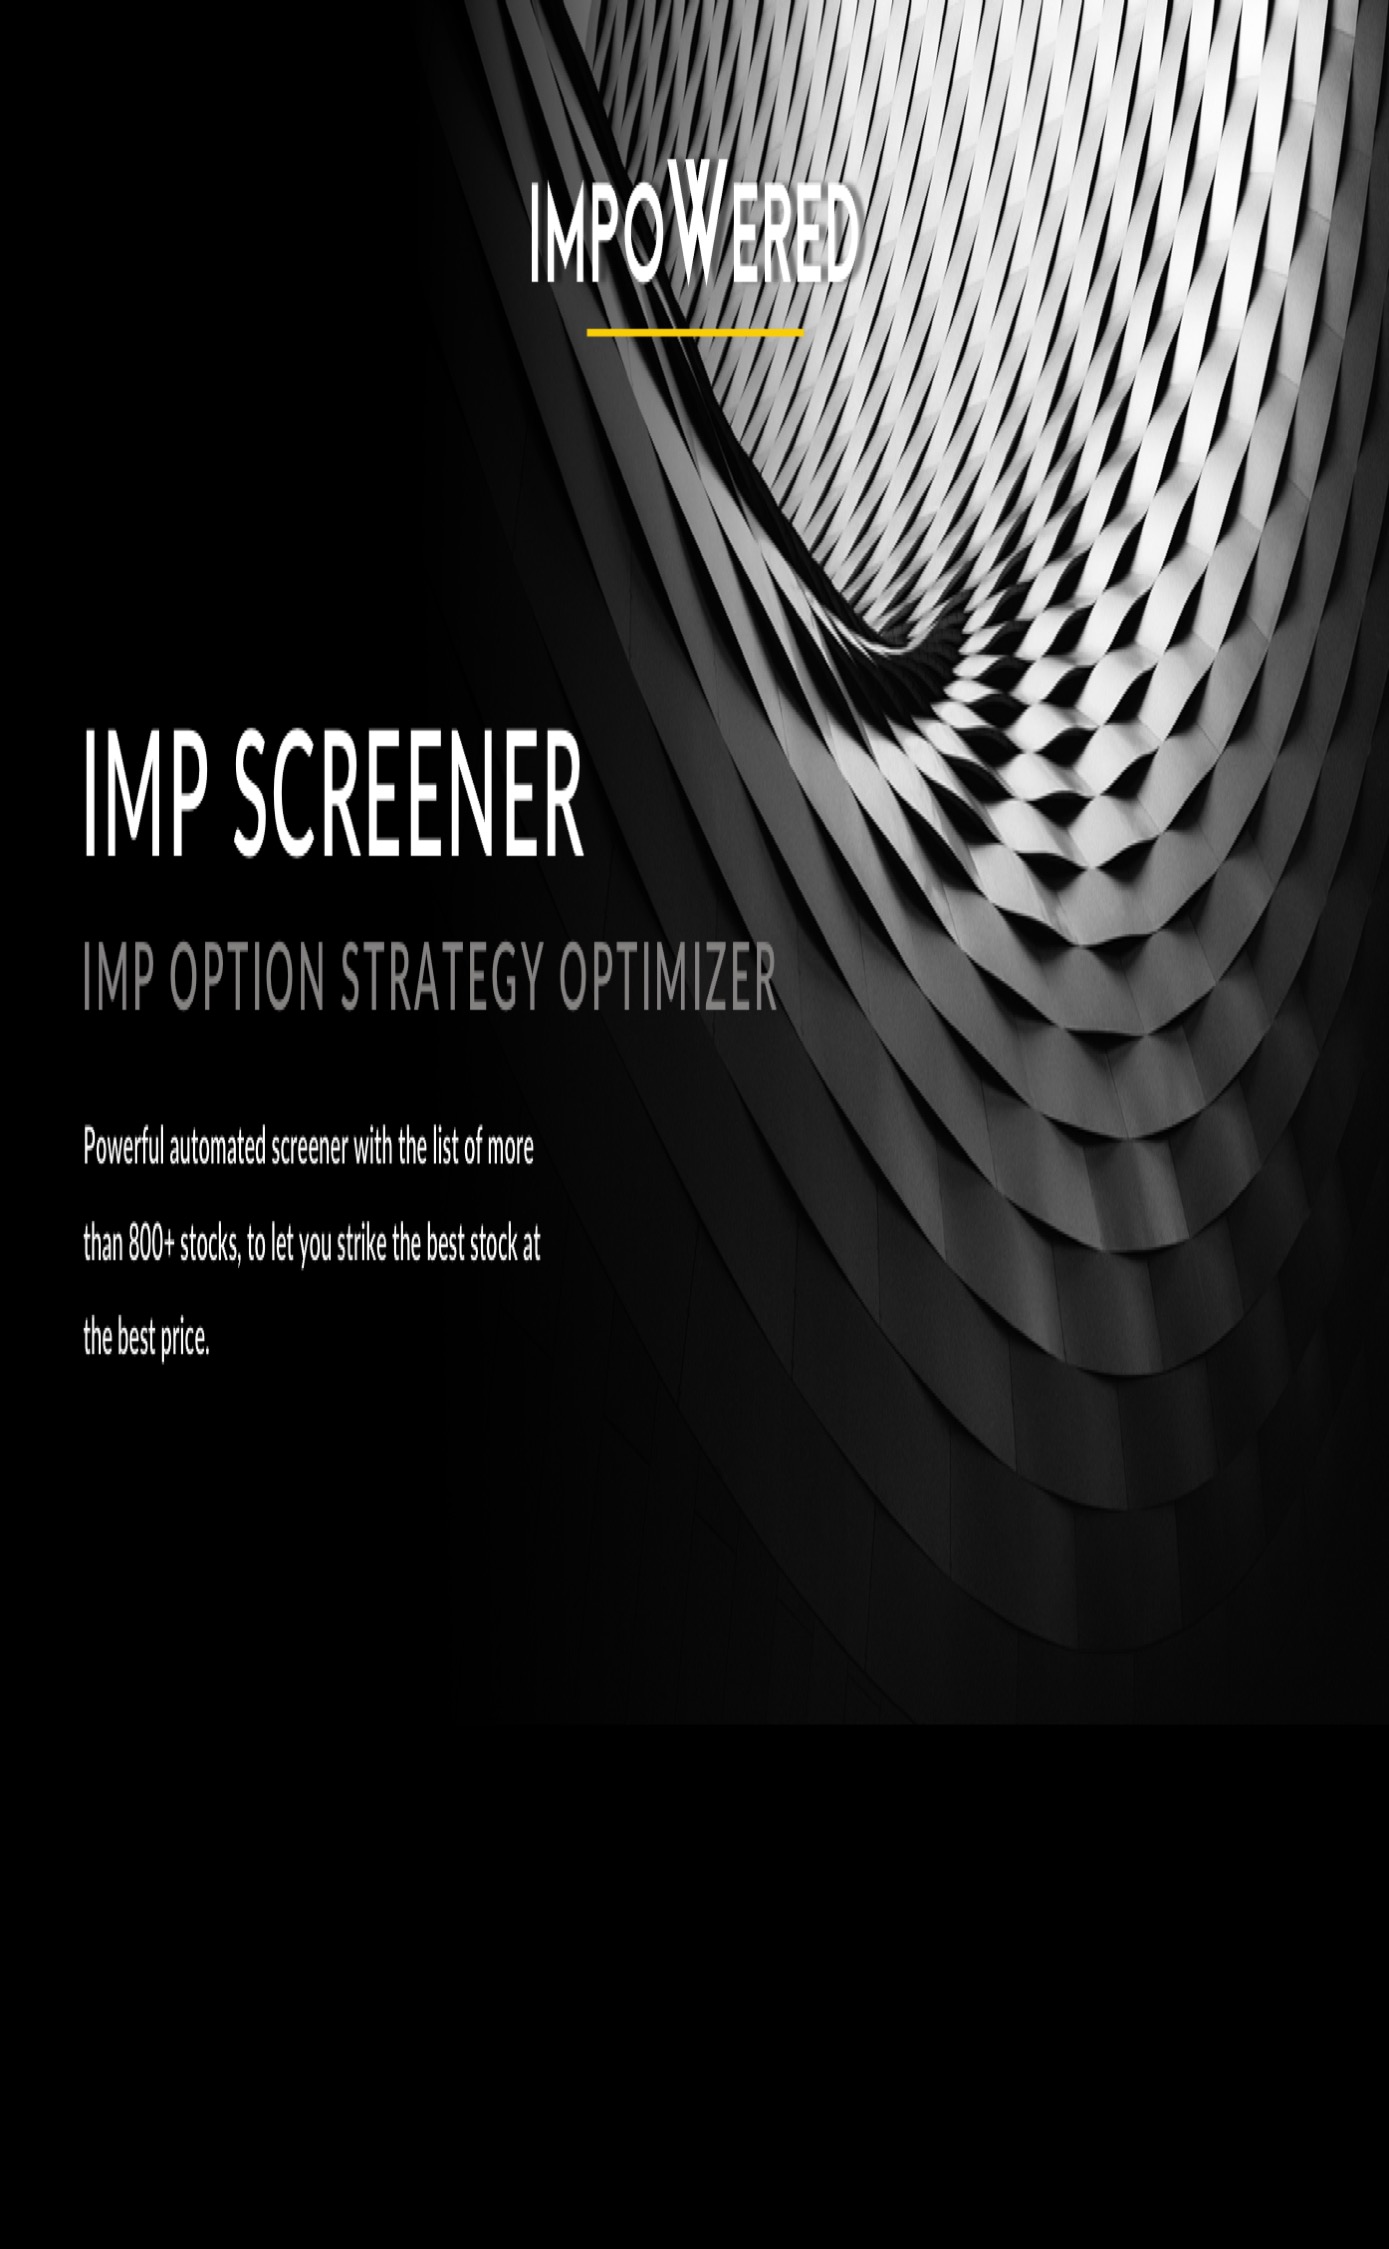 IMPOWERED
IMP SCREENER
IMP OPTION STRATEGY OPTIMIZER
Powerful automated screener with the list of more
than 800+ stocks, to let you strike the best stock at
the best price.